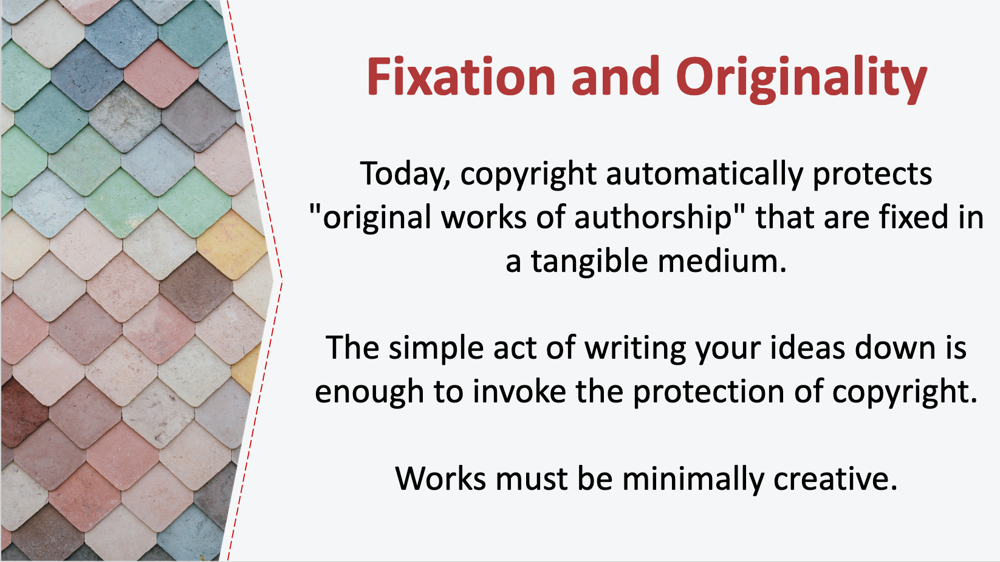 Fixation and Originality
Today, copyright automatically protects
"original works of authorship" that are fixed in
a tangible medium.
The simple act of writing your ideas down is
enough to invoke the protection of copyright.
Works must be minimally creative.